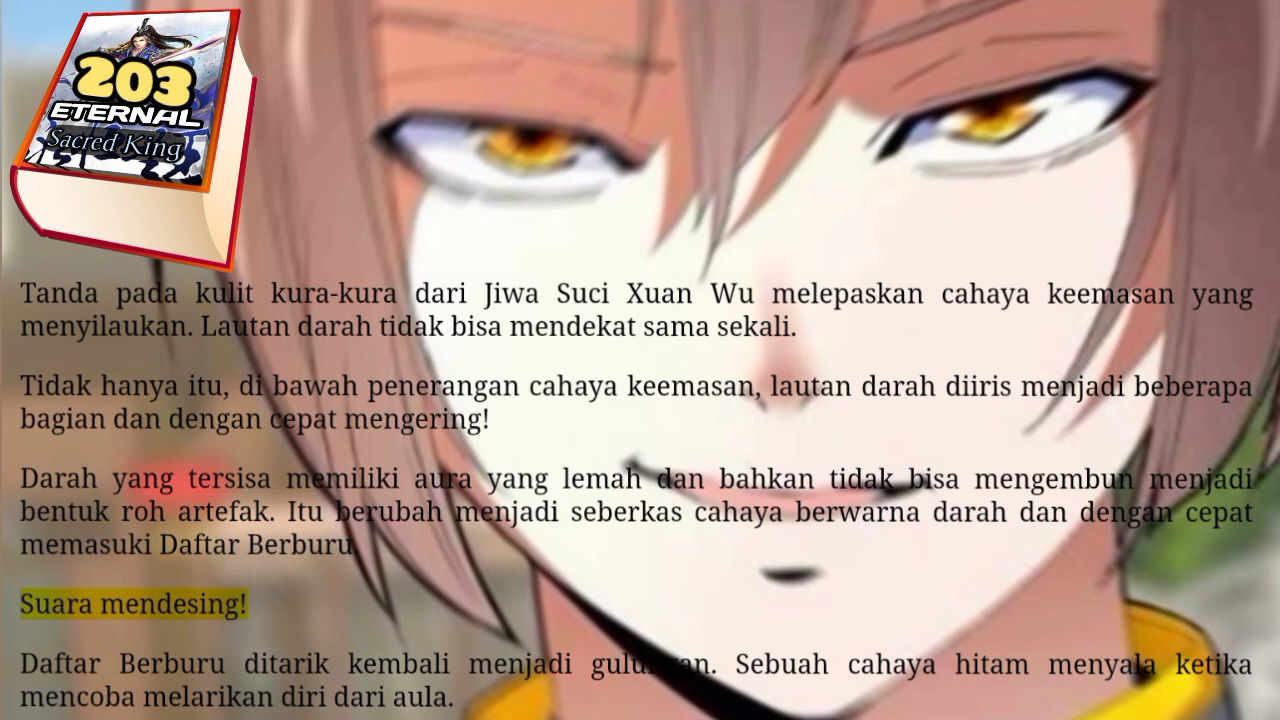 203
ETERNAL
Sacred King
Tanda pada kulit kura-kura dari Jiwa Suci Xuan Wu melepaskan cahaya keemasan yang
menyilaukan. Lautan darah tidak bisa mendekat sama sekali.
Tidak hanya itu, di bawah penerangan cahaya keemasan, lautan darah diiris menjadi beberapa
bagian dan dengan cepat mengering!
Darah yang tersisa memiliki aura yang lemah dan bahkan tidak bisa mengembun menjadi
bentuk roh artefak. Itu berubah menjadi seberkas cahaya berwarna darah dan dengan cepat
memasuki Daftar Berburu.
Suara mendesing!
Daftar Berburu ditarik kembali menjadi gulungan. Sebuah cahaya hitam menyala ketika
mencoba melarikan diri dari aula.